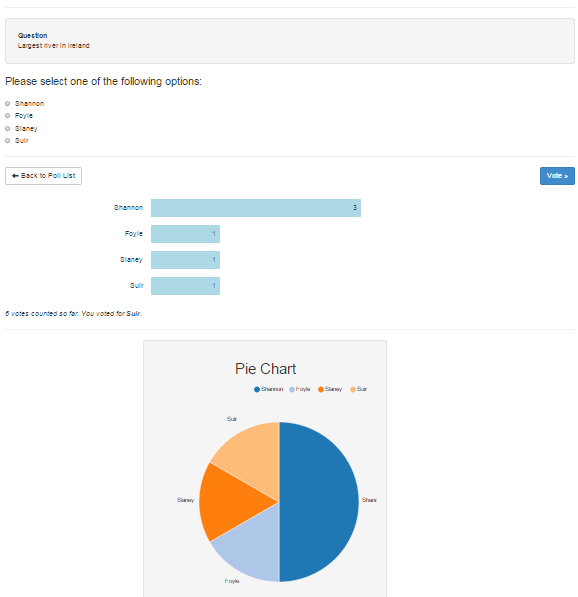 Question
Largest river in Ireland
Please select one of the following options:
Shannon
Foyle
Slaney
Suir
Back to Poll List
Vote »
Shannon 3
Foyle 1
Slaney 1
Suir 1
6 votes counted so far. You voted for Suir.
Pie Chart
Shannon Foyle Slaney Suir
Suir
Slaney
Shanr
Foyle